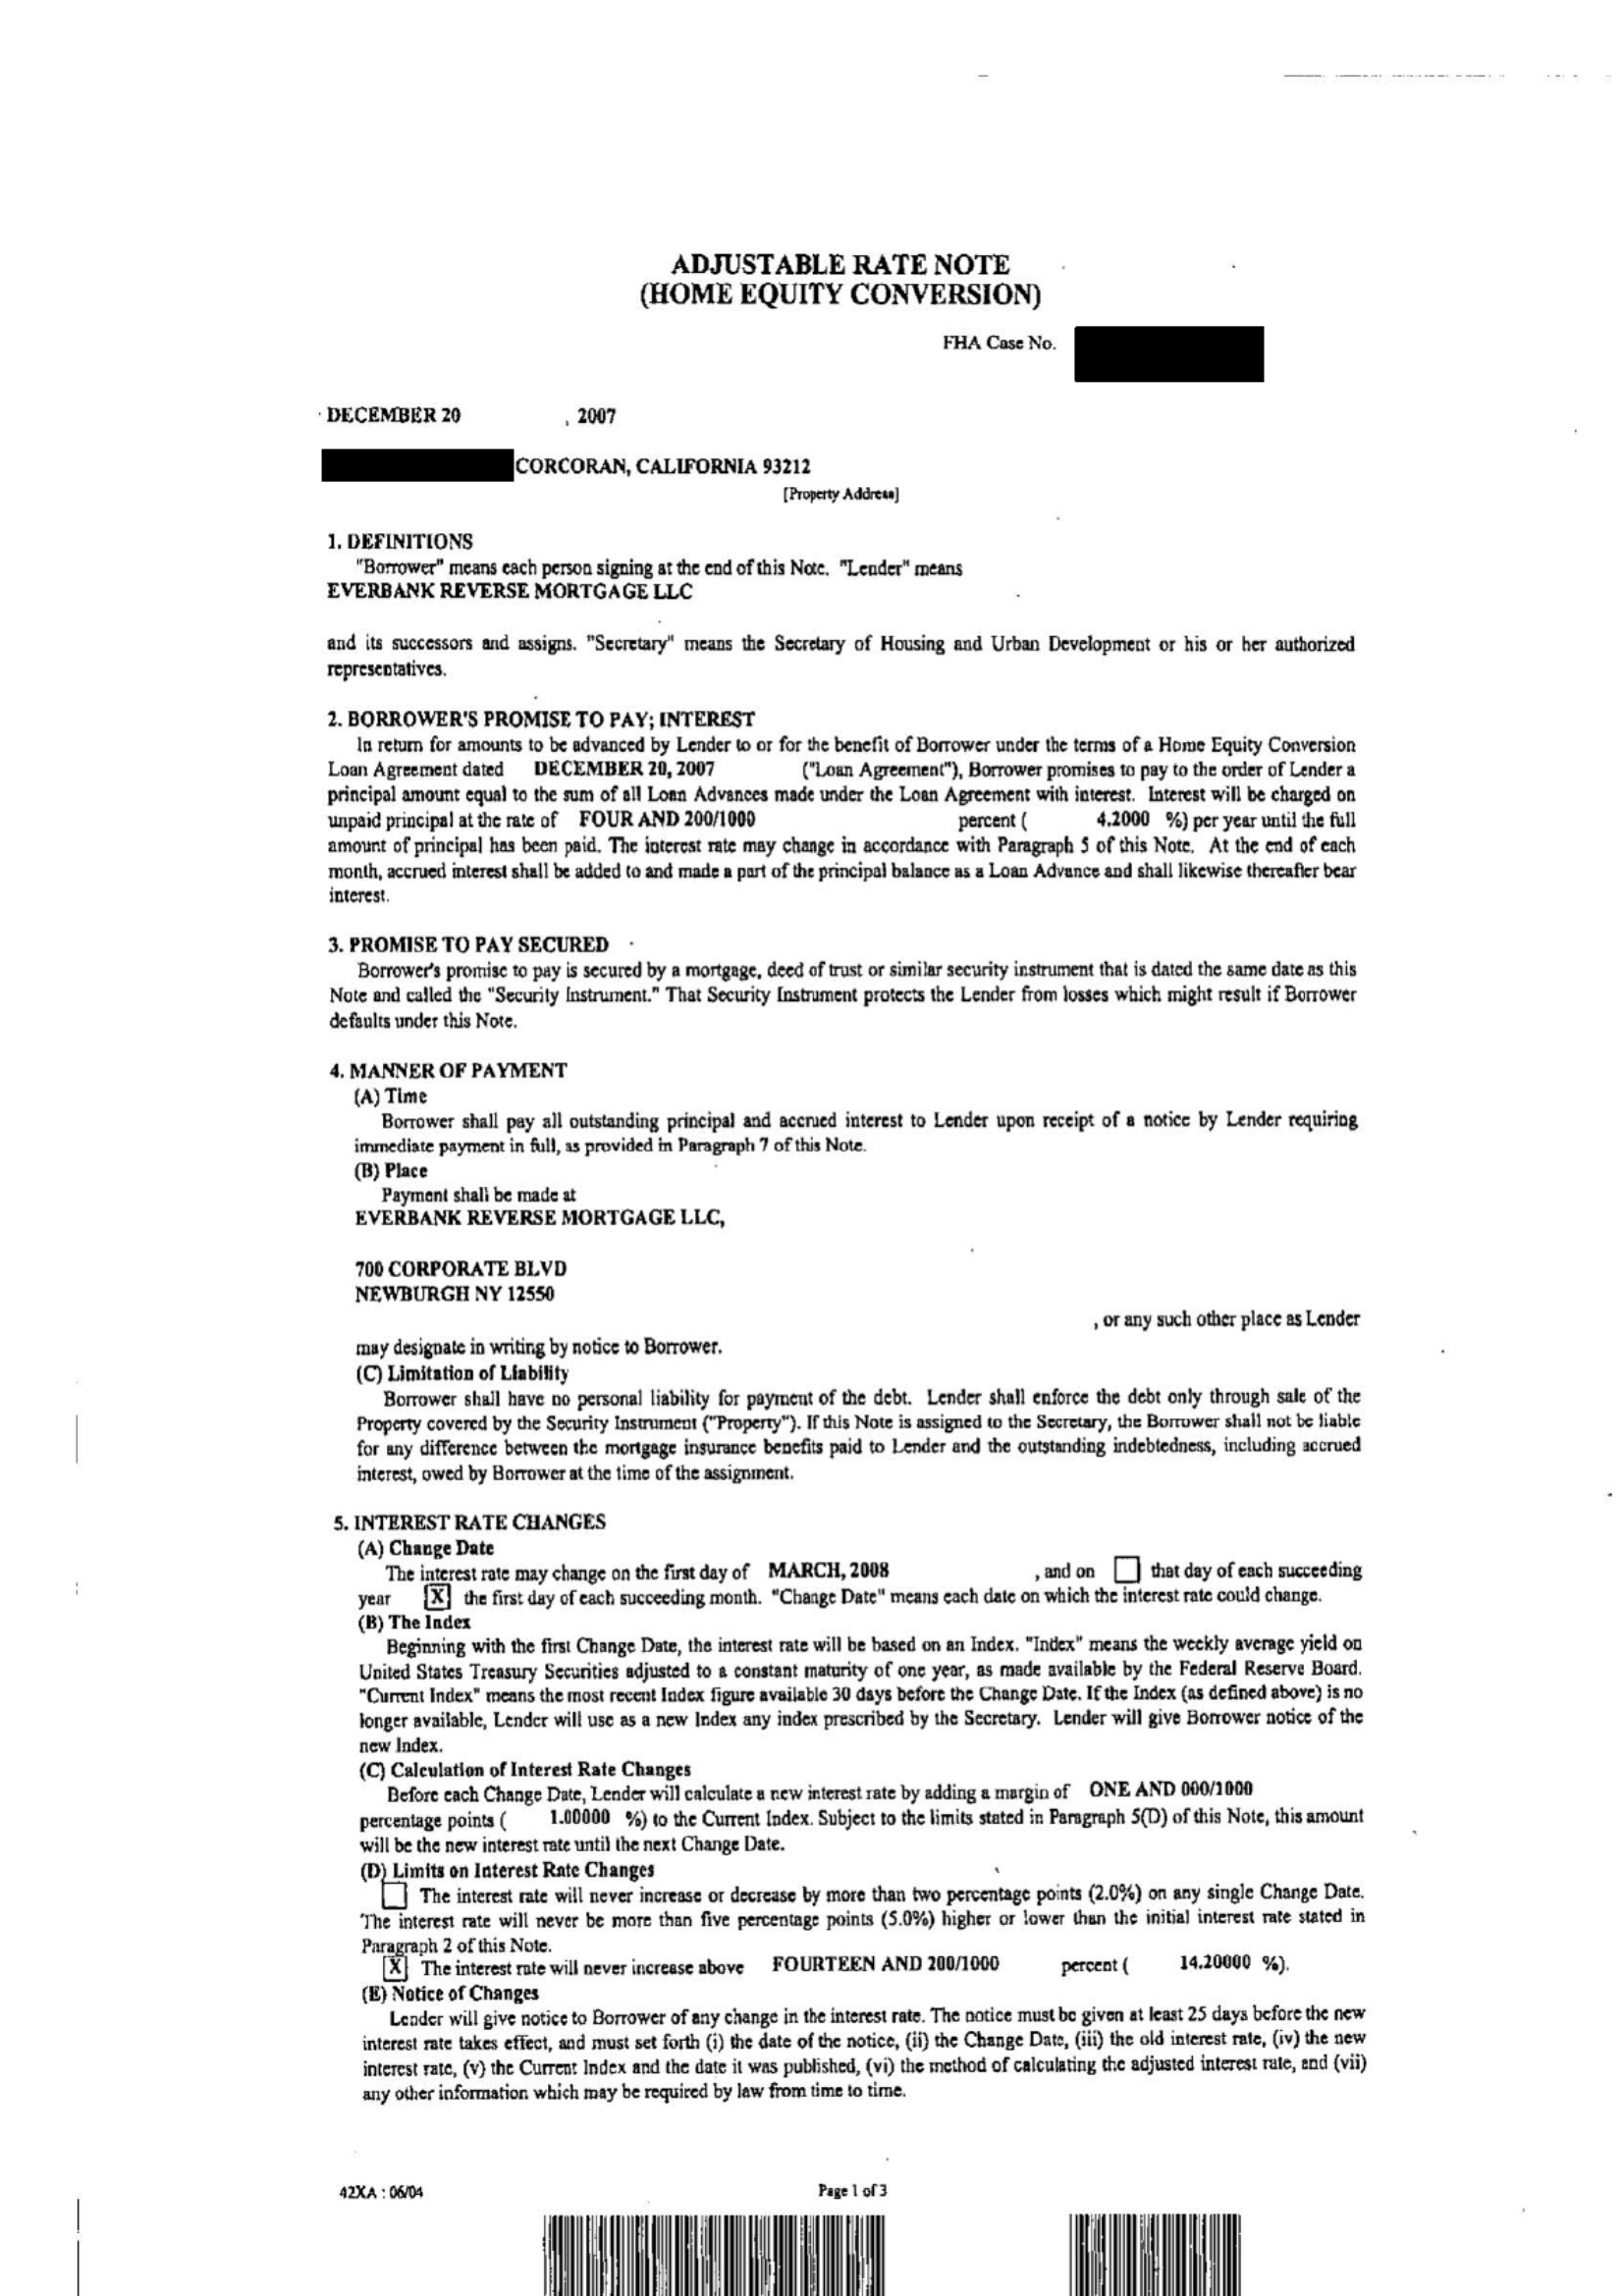 ADJUSTABLE RATE NOTE
(HOME EQUITY CONVERSION)
FHA Case No.
DECEMBER 20 , 2007
CORCORAN, CALIFORNIA 93212
[Property Address]
1. DEFINITIONS
"Borrower" means each person signing at the end of this Note. "Lender" means
EVERBANK REVERSE MORTGAGE LLC
and its successors and assigns. "Secretary" means the Secretary of Housing and Urban Development or his or her authorized
representatives.
2. BORROWER'S PROMISE TO PAY; INTEREST
In return for amounts to be advanced by Lender to or for the benefit of Borrower under the terms of a Home Equity Conversion
Loan Agreement dated DECEMBER 20, 2007 ("Loan Agreement"), Borrower promises to pay to the order of Lender a
principal amount equal to the sum of all Loan Advances made under the Loan Agreement with interest. Interest will be charged on
unpaid principal at the rate of FOUR AND 200/1000 percent ( 4.2000 %) per year until the full
amount of principal has been paid. The interest rate may change in accordance with Paragraph 5 of this Note. At the end of each
month, accrued interest shall be added to and made a part of the principal balance as a Loan Advance and shall likewise thereafter bear
interest.
3. PROMISE TO PAY SECURED
Borrower's promise to pay is secured by a mortgage, deed of trust or similar security instrument that is dated the same date as this
Note and called the "Security Instrument." That Security Instrument protects the Lender from losses which might result if Borrower
defaults under this Note.
4. MANNER OF PAYMENT
(A) Time
Borrower shall pay all outstanding principal and accrued interest to Lender upon receipt of a notice by Lender requiring
immediate payment in full, as provided in Paragraph 7 of this Note.
(B) Place
Payment shall be made at
EVERBANK REVERSE MORTGAGE LLC,
700 CORPORATE BLVD
NEWBURGH NY 12550
, or any such other place as Lender
may designate in writing by notice to Borrower.
(C) Limitation of Liability
Borrower shall have no personal liability for payment of the debt. Lender shall enforce the debt only through sale of the
Property covered by the Security Instrument ("Property"). If this Note is assigned to the Secretary, the Borrower shall not be liable
for any difference between the mortgage insurance benefits paid to Lender and the outstanding indebtedness, including accrued
interest, owed by Borrower at the time of the assignment.
5. INTEREST RATE CHANGES
(A) Change Date
The interest rate may change on the first day of MARCH, 2008 , and on that day of each succeeding
year X the first day of each succeeding month. "Change Date" means each date on which the interest rate could change.
(B) The Index
Beginning with the first Change Date, the interest rate will be based on an Index. "Index" means the weekly average yield on
United States Treasury Securities adjusted to a constant maturity of one year, as made available by the Federal Reserve Board.
"Current Index" means the most recent Index figure available 30 days before the Change Date. If the Index (as defined above) is no
longer available, Lender will use as a new Index any index prescribed by the Secretary. Lender will give Borrower notice of the
new Index.
(C) Calculation of Interest Rate Changes
Before each Change Date, Lender will calculate a new interest rate by adding a margin of ONE AND 000/1000
percentage points ( 1.00000 %) to the Current Index. Subject to the limits stated in Paragraph 5(D) of this Note, this amount
will be the new interest rate until the next Change Date.
(D) Limits on Interest Rate Changes
The interest rate will never increase or decrease by more than two percentage points (2.0%) on any single Change Date.
The interest rate will never be more than five percentage points (5.0%) higher or lower than the initial interest rate stated in
Paragraph 2 of this Note.
X The interest rate will never increase above FOURTEEN AND 200/1000 percent ( 14.20000 %).
(E) Notice of Changes
Lender will give notice to Borrower of any change in the interest rate. The notice must be given at least 25 days before the new
interest rate takes effect, and must set forth (i) the date of the notice, (ii) the Change Date, (iii) the old interest rate, (iv) the new
interest rate, (v) the Current Index and the date it was published, (vi) the method of calculating the adjusted interest rate, and (vii)
any other information which may be required by law from time to time.
42XA : 06/04 Page 1 of 3